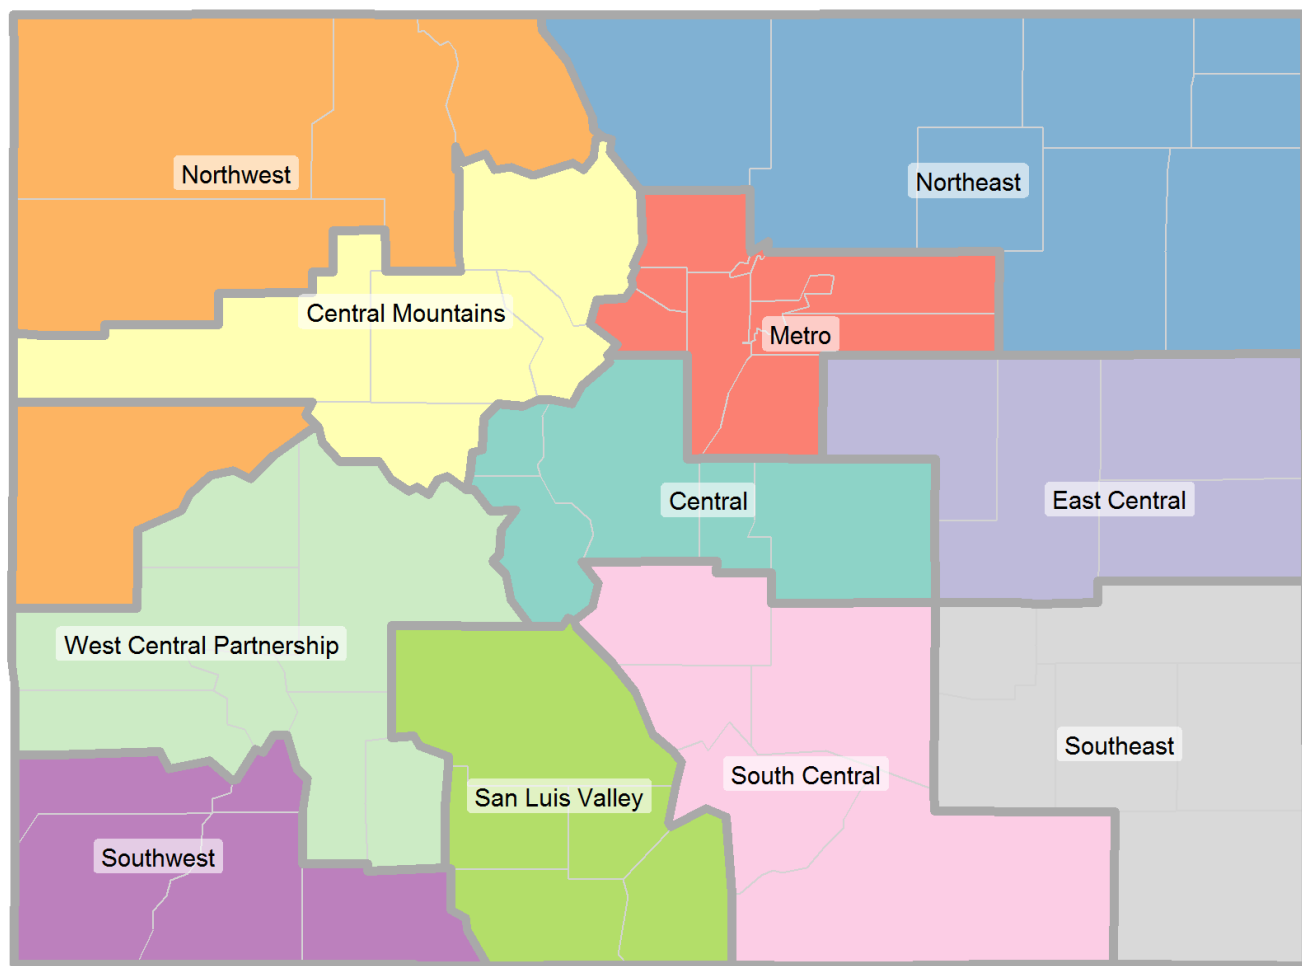 Northwest
Northeast
Central Mountains
Metro
Central
East Central
West Central Partnership
Southeast
South Central
San Luis Valley
Southwest